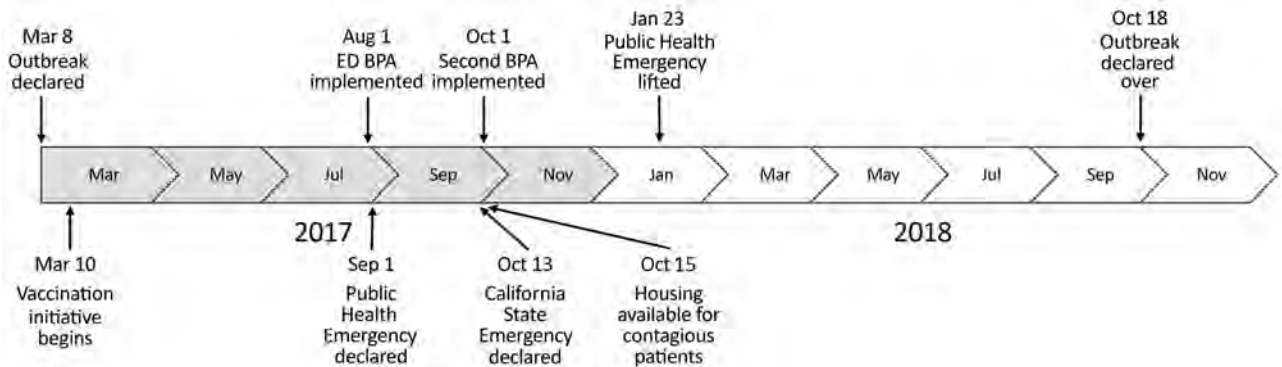 Mar 8
Outbreak
declared
Aug 1
ED BPA
implemented
Oct 1
Second BPA
implemented
Jan 23
Public Health
Emergency
lifted
Oct 18
Outbreak
declared
over
Mar
May
Jul
Sep
Nov
Jan
Mar
May
Jul
Sep
Nov
2017
2018
Mar 10
Vaccination
initiative
begins
Sep 1
Public
Health
Emergency
declared
Oct 13
California
State
Emergency
declared
Oct 15
Housing
available for
contagious
patients